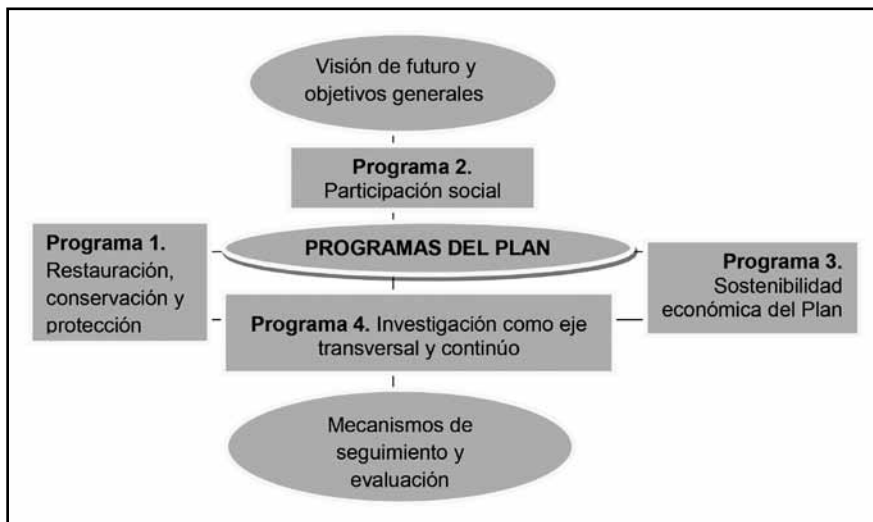 Visión de futuro y
objetivos generales
Programa 2.
Participación social
PROGRAMAS DEL PLAN
Programa 1.
Restauración,
conservación y
protección
Programa 3.
Sostenibilidad
económica del Plan
Programa 4. Investigación como eje
transversal y continúo
Mecanismos de
seguimiento y
evaluación